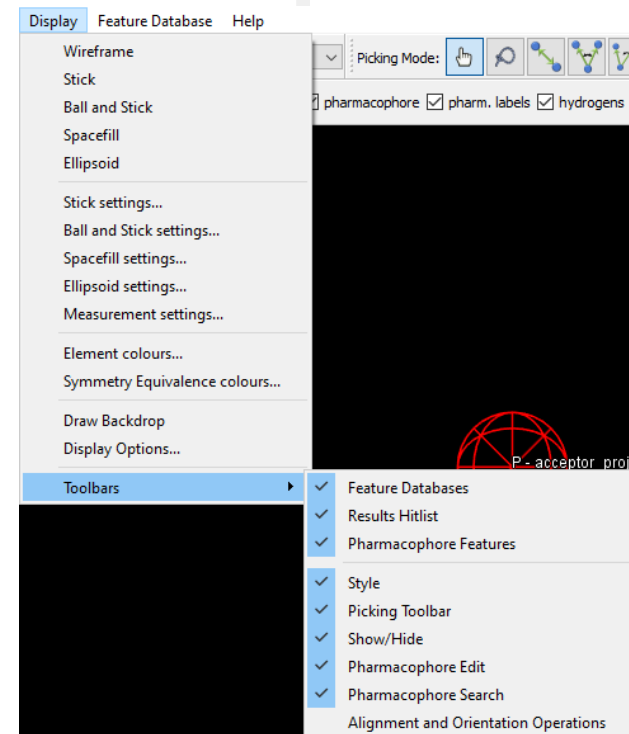 Display Feature Database Help
Wireframe
Picking Mode:
Stick
Ball and Stick
pharmacophore pharm. labels hydrogens
Spacefill
Ellipsoid
Stick settings...
Ball and Stick settings...
Spacefill settings...
Ellipsoid settings...
Measurement settings...
Element colours...
Symmetry Equivalence colours...
Draw Backdrop
Display Options...
P - acceptor_proj
Toolbars
Feature Databases
Results Hitlist
Pharmacophore Features
Style
Picking Toolbar
Show/Hide
Pharmacophore Edit
Pharmacophore Search
Alignment and Orientation Operations